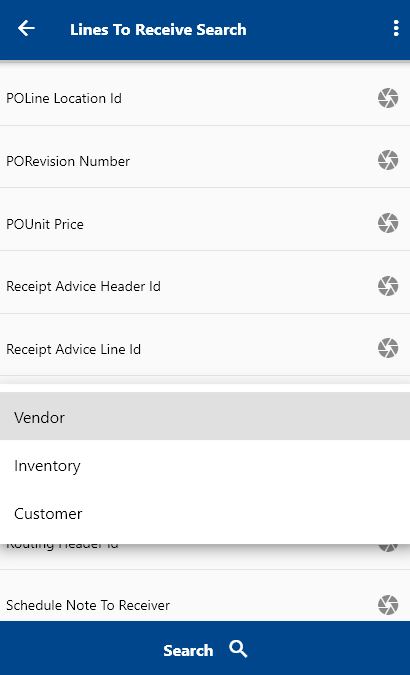 Lines To Receive Search
POLine Location Id
PORevision Number
POUnit Price
Receipt Advice Header Id
Receipt Advice Line Id
Vendor
Inventory
Customer
Routing Header Id
Schedule Note To Receiver
Search